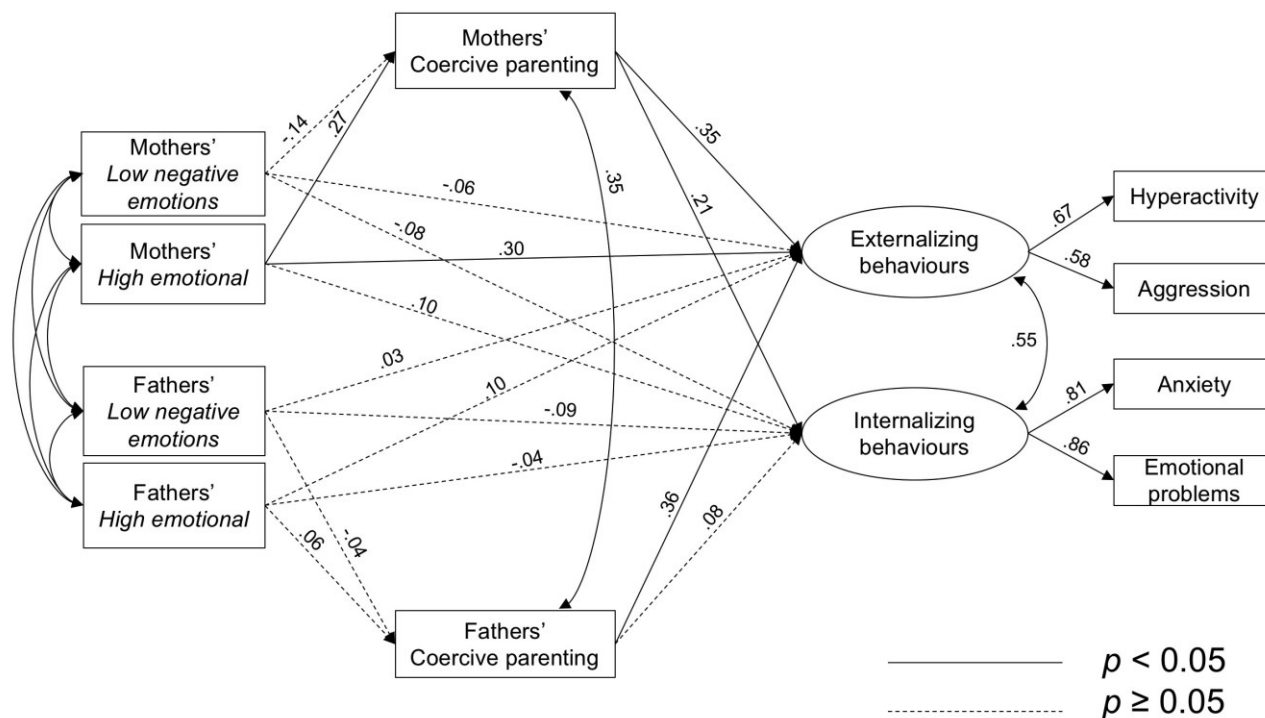 Mothers'
Coercive parenting
-.14
.27
Mothers'
Low negative
emotions
Mothers'
High emotional
Fathers'
Low negative
emotions
Fathers'
High emotional
-.06
-.08
.30
.10
.03
.10
-.09
-.04
.06
-.04
.35
.35
.21
.36
.08
Fathers'
Coercive parenting
Externalizing
behaviours
Internalizing
behaviours
.55
.67
.58
.81
.86
Hyperactivity
Aggression
Anxiety
Emotional
problems
p < 0.05
p ≥ 0.05